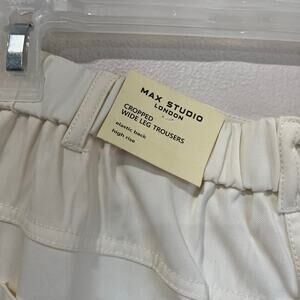 MAX STUDIO
LONDON
CROPPED
WIDE LEG TROUSERS
elastic back
high rise